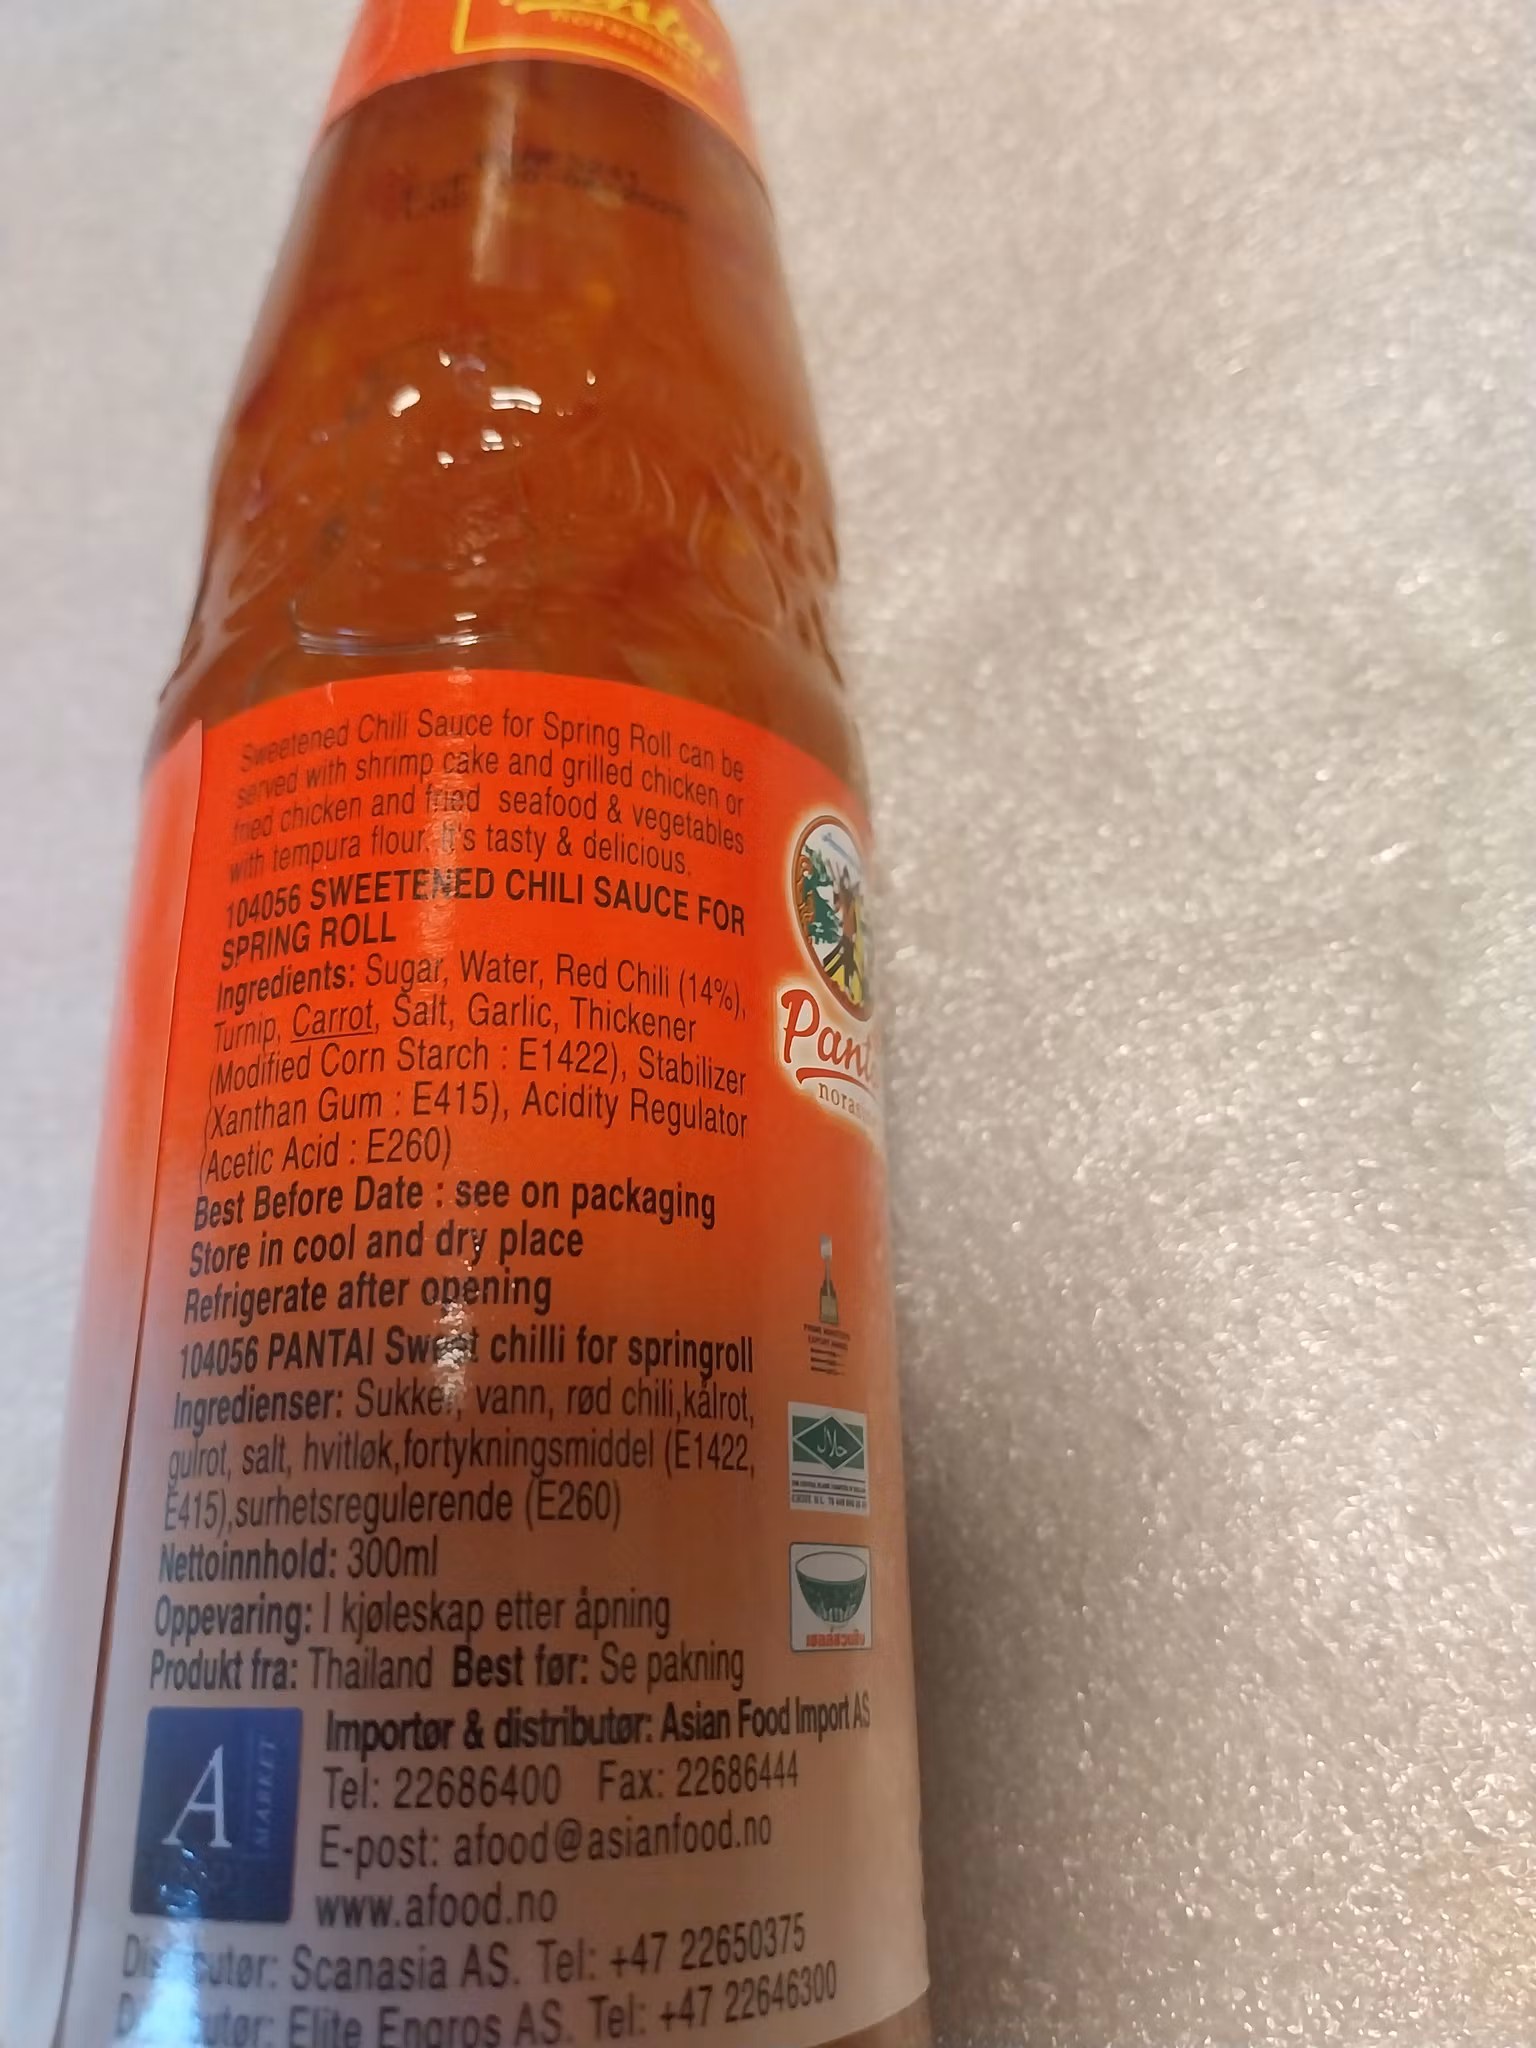 Sweetened Chili Sauce for Spring Roll can be
served with shrimp cake and grilled chicken or
fried chicken and fried seafood & vegetables
with tempura flour. It's tasty & delicious.
104056 SWEETENED CHILI SAUCE FOR
SPRING ROLL
Ingredients: Sugar, Water, Red Chili (14%),
Turnip, Carrot, Salt, Garlic, Thickener
(Modified Corn Starch : E1422), Stabilizer
(Xanthan Gum : E415), Acidity Regulator
(Acetic Acid : E260)
Best Before Date : see on packaging
Store in cool and dry place
Refrigerate after opening
104056 PANTAI Sweet chilli for springroll
Ingredienser: Sukker, vann, rød chili,kålrot,
gulrot, salt, hvitløk,fortykningsmiddel (E1422,
E415),surhetsregulerende (E260)
Nettoinnhold: 300ml
Oppevaring: I kjøleskap etter åpning
Produkt fra: Thailand Best før: Se pakning
A MARKET
Importør & distributør: Asian Food Import AS
Tel: 22686400 Fax: 22686444
E-post: afood@asianfood.no
www.afood.no
Distributør: Scanasia AS. Tel: +47 22650375
Distributør: Elite Engros AS. Tel: +47 22646300
Pant
nora
حلال